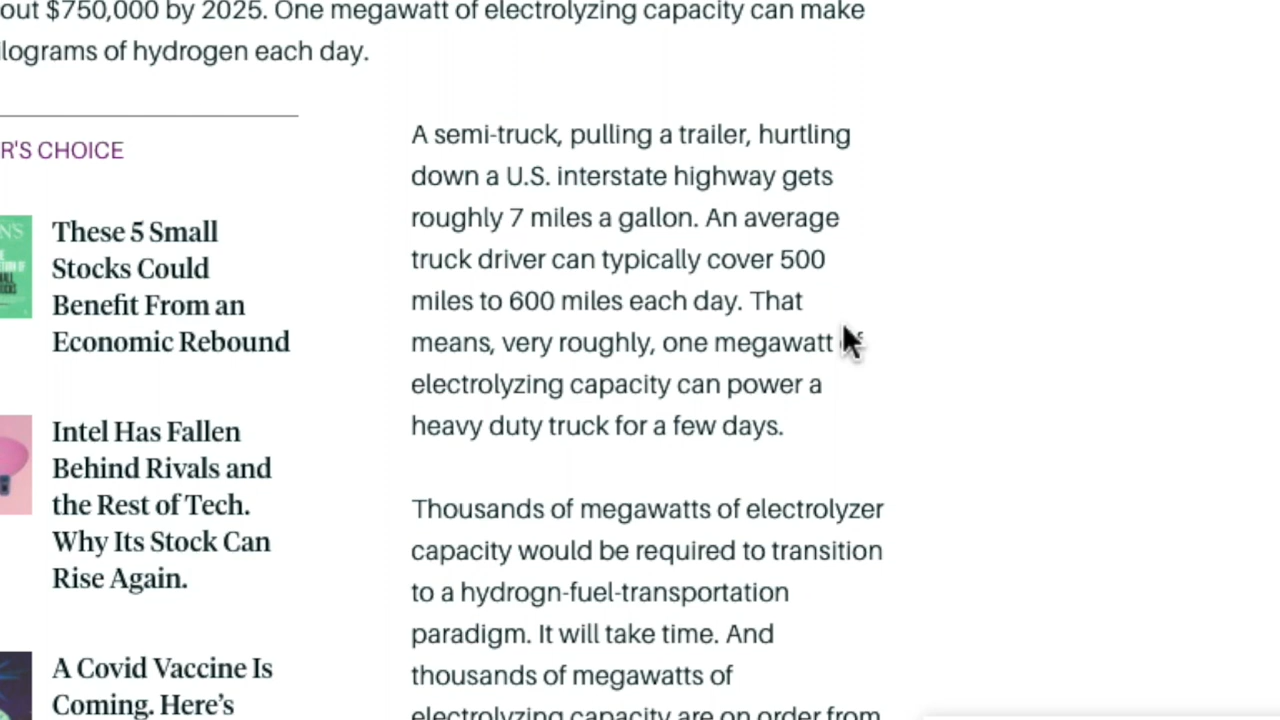 out $750,000 by 2025. One megawatt of electrolyzing capacity can make
ilograms of hydrogen each day.
R'S CHOICE
These 5 Small
Stocks Could
Benefit From an
Economic Rebound
Intel Has Fallen
Behind Rivals and
the Rest of Tech.
Why Its Stock Can
Rise Again.
A Covid Vaccine Is
Coming. Here's
A semi-truck, pulling a trailer, hurtling
down a U.S. interstate highway gets
roughly 7 miles a gallon. An average
truck driver can typically cover 500
miles to 600 miles each day. That
means, very roughly, one megawatt of
electrolyzing capacity can power a
heavy duty truck for a few days.
Thousands of megawatts of electrolyzer
capacity would be required to transition
to a hydrogn-fuel-transportation
paradigm. It will take time. And
thousands of megawatts of
electrolyzing capacity are on order from